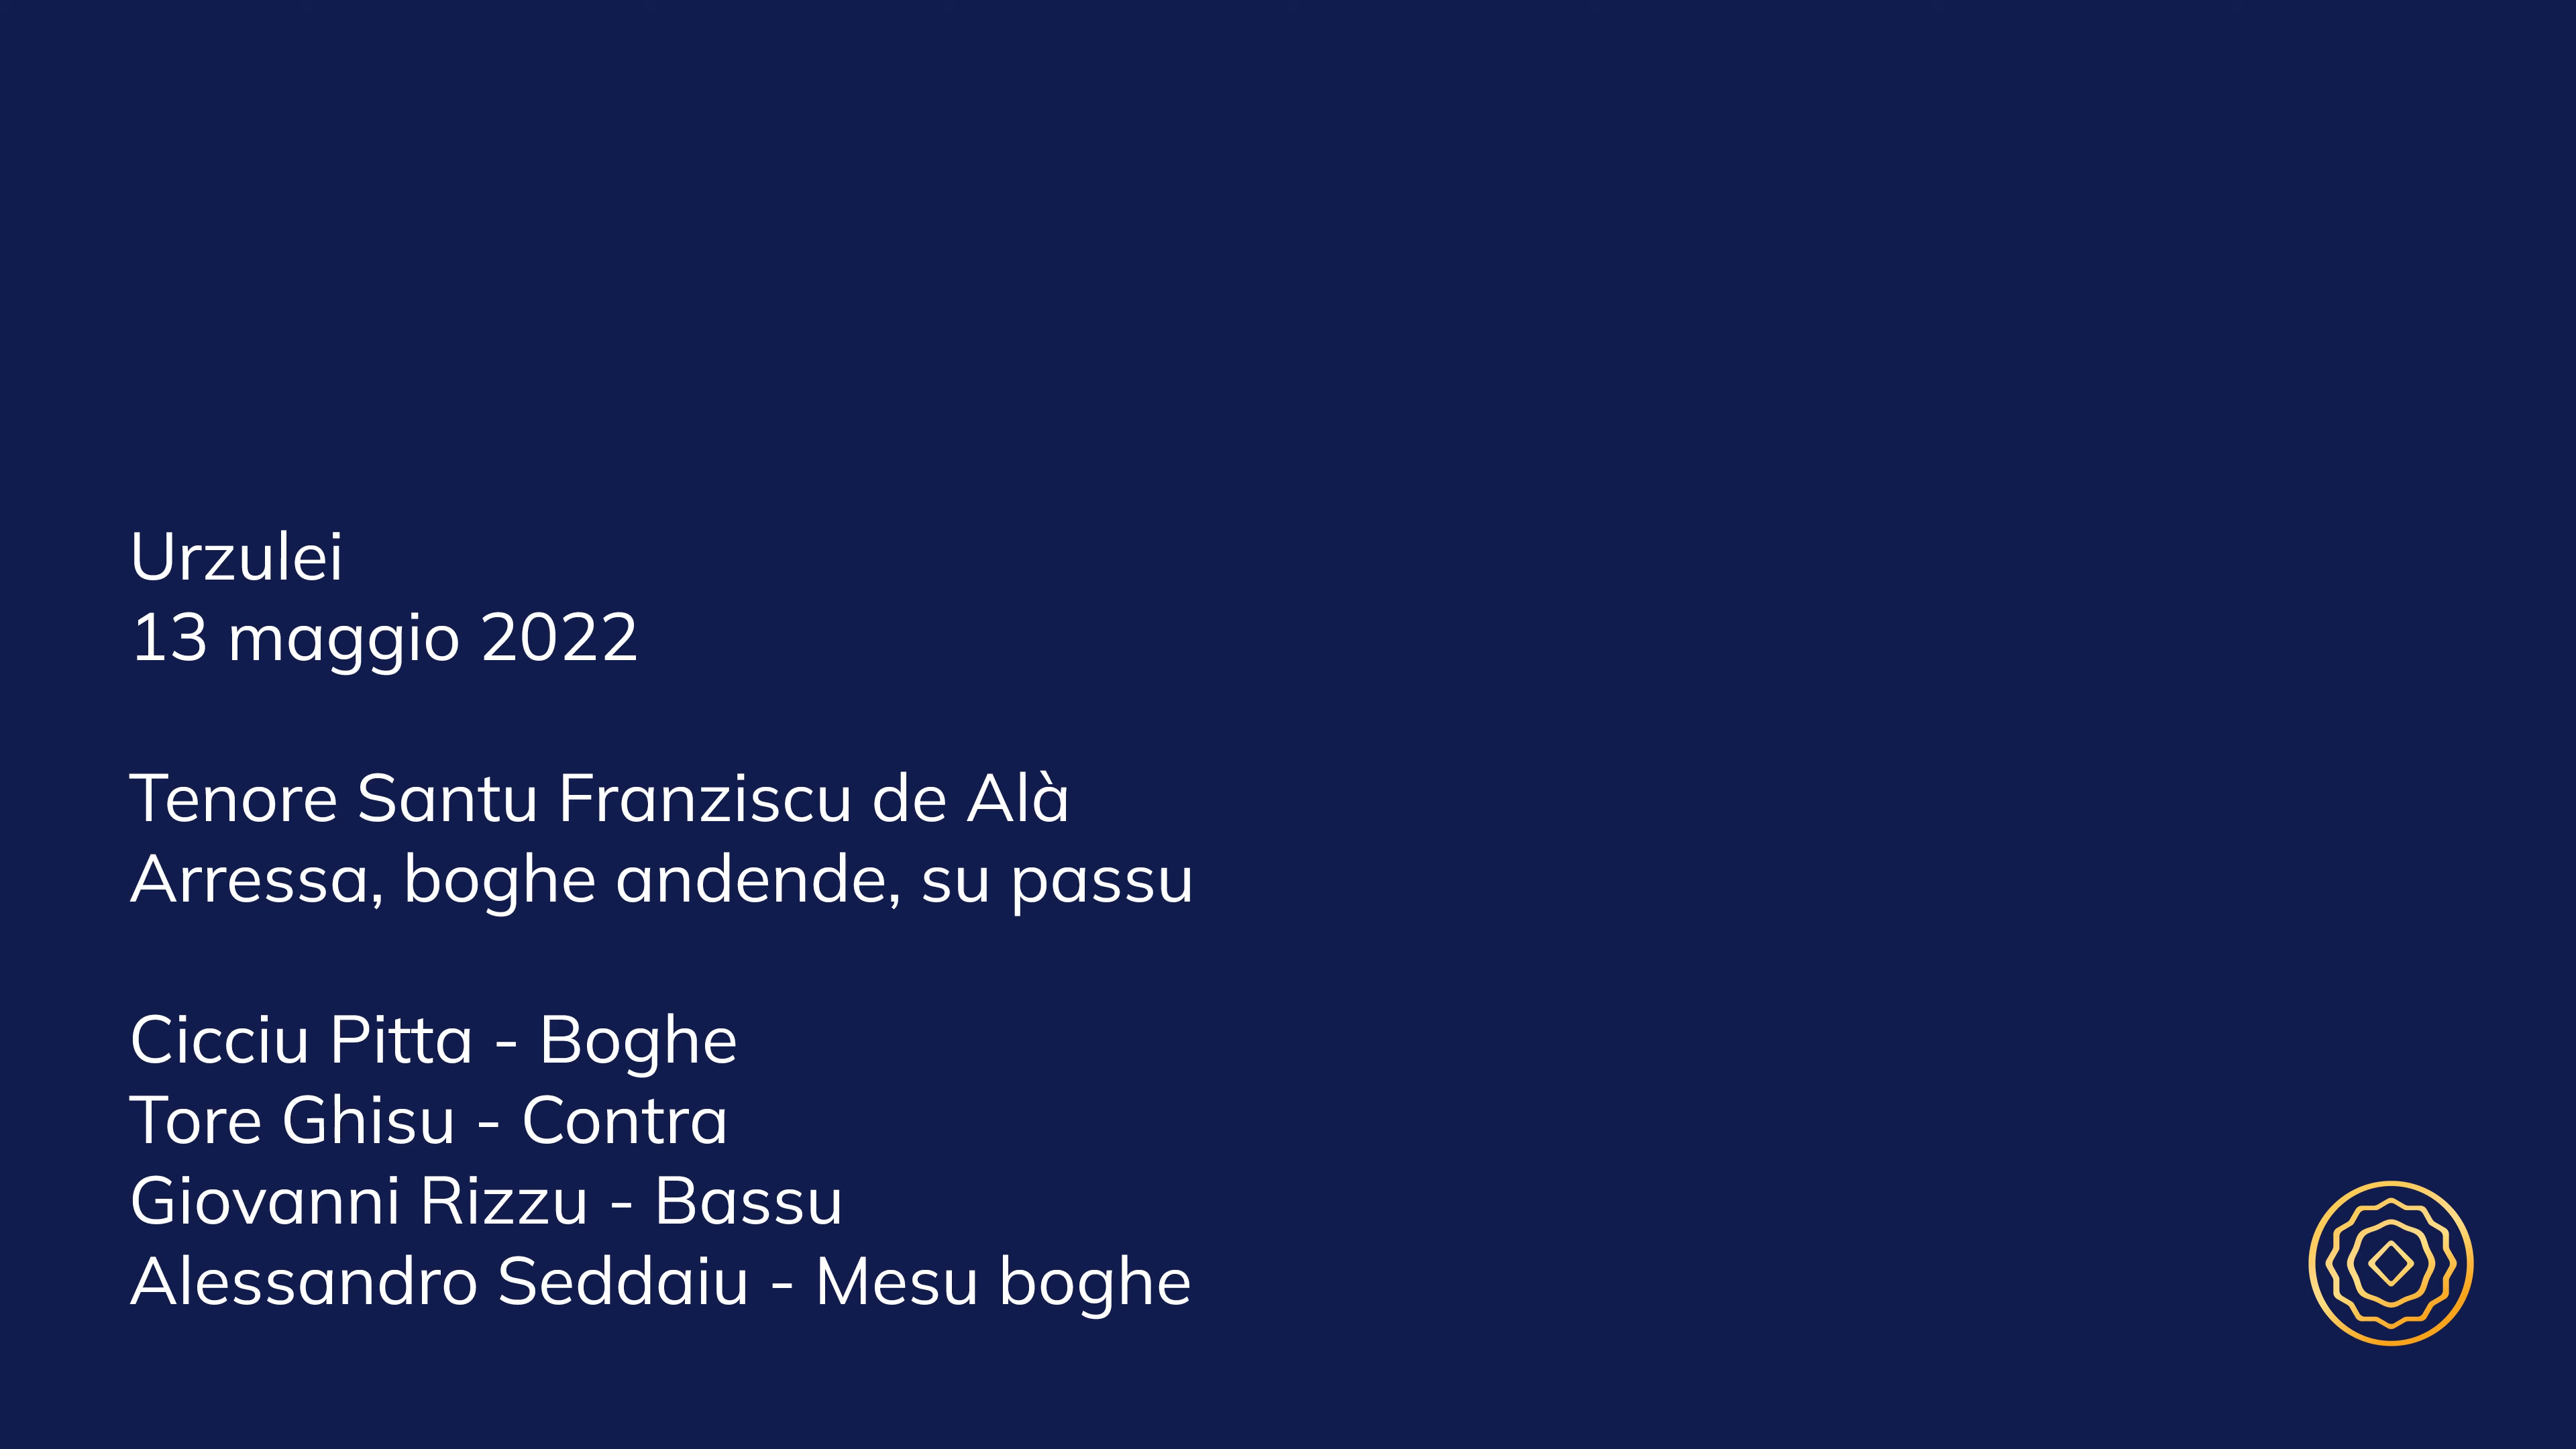 Urzulei
13 maggio 2022
Tenore Santu Franziscu de Alà
Arressa, boghe andende, su passu
Cicciu Pitta - Boghe
Tore Ghisu - Contra
Giovanni Rizzu - Bassu
Alessandro Seddaiu - Mesu boghe